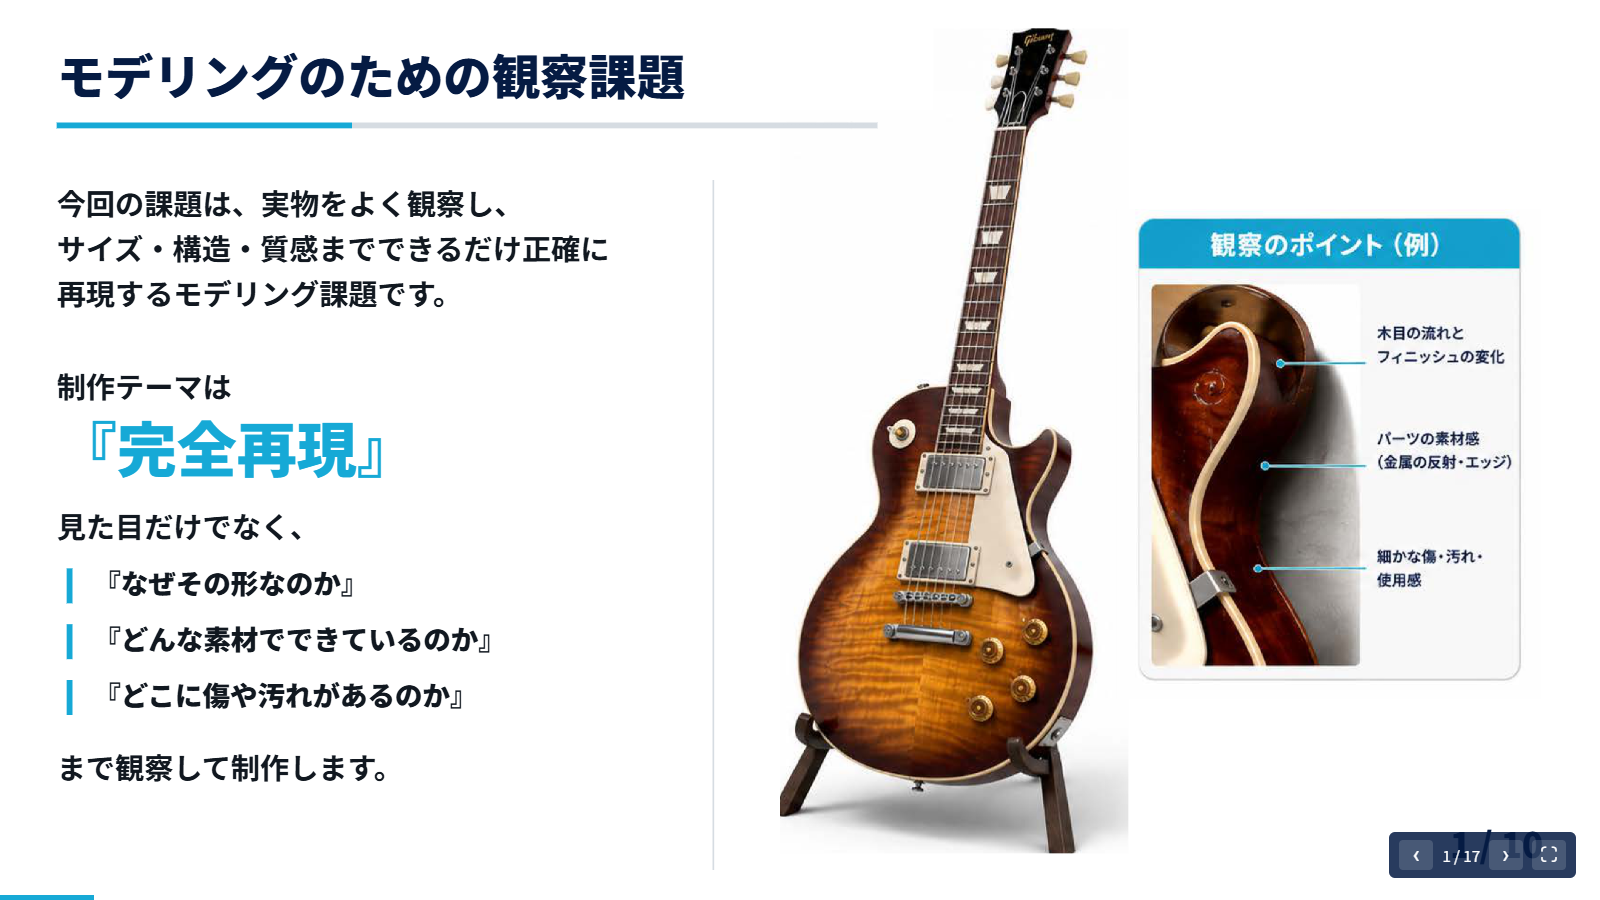 モデリングのための観察課題
今回の課題は、実物をよく観察し、
サイズ・構造・質感までできるだけ正確に
再現するモデリング課題です。
制作テーマは
『完全再現』
見た目だけでなく、
『なぜその形なのか』
『どんな素材でできているのか』
『どこに傷や汚れがあるのか』
まで観察して制作します。
Gibson
観察のポイント（例）
木目の流れと
フィニッシュの変化
パーツの素材感
（金属の反射・エッジ）
細かな傷・汚れ・
使用感
1 / 10
1 / 17